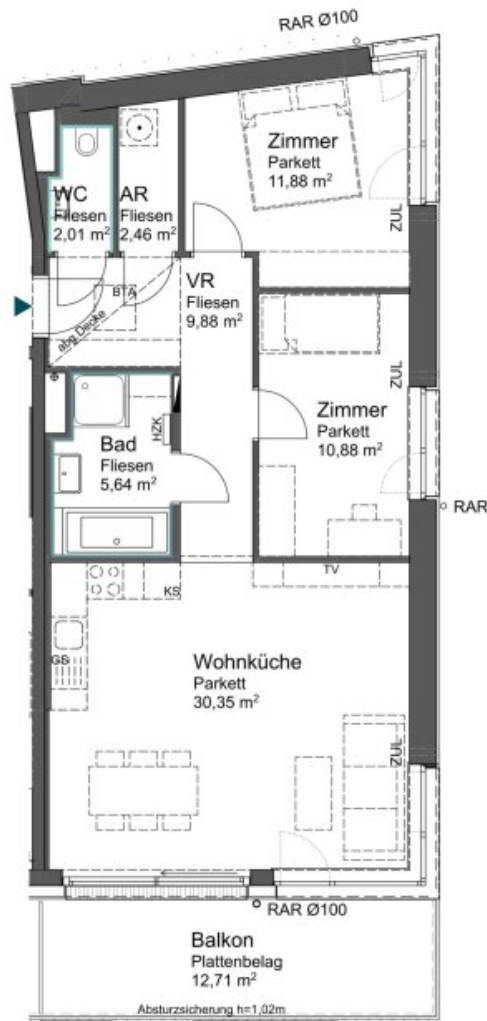 RAR Ø100
Zimmer
Parkett
11,88 m²
ZUL
WC
Fliesen
2,01 m²
AR
Fliesen
2,46 m²
VR
Fliesen
9,88 m²
BTA
abg Decke
ZUL
Zimmer
Parkett
10,88 m²
HZK
Bad
Fliesen
5,64 m²
RAR
TV
KS
GS
Wohnküche
Parkett
30,35 m²
ZUL
RAR Ø100
Balkon
Plattenbelag
12,71 m²
Absturzsicherung h=1,02m